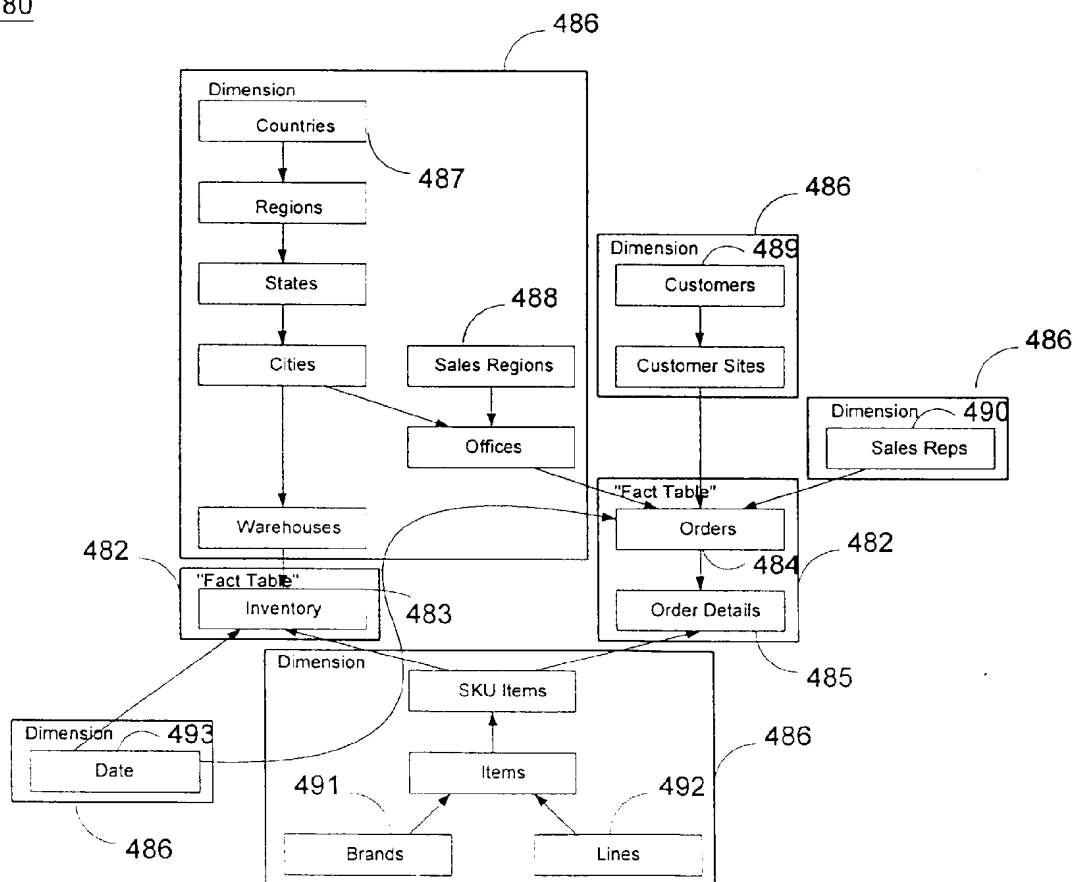 80
486
Dimension
Countries
487
Regions
486
Dimension
489
Customers
States
488
Cities
Sales Regions
Customer Sites
486
Dimension
490
Sales Reps
Offices
"Fact Table"
Warehouses
Orders
482
482
484
"Fact Table"
483
Inventory
Order Details
Dimension
485
SKU Items
Dimension
493
486
Date
Items
491
492
486
Brands
Lines